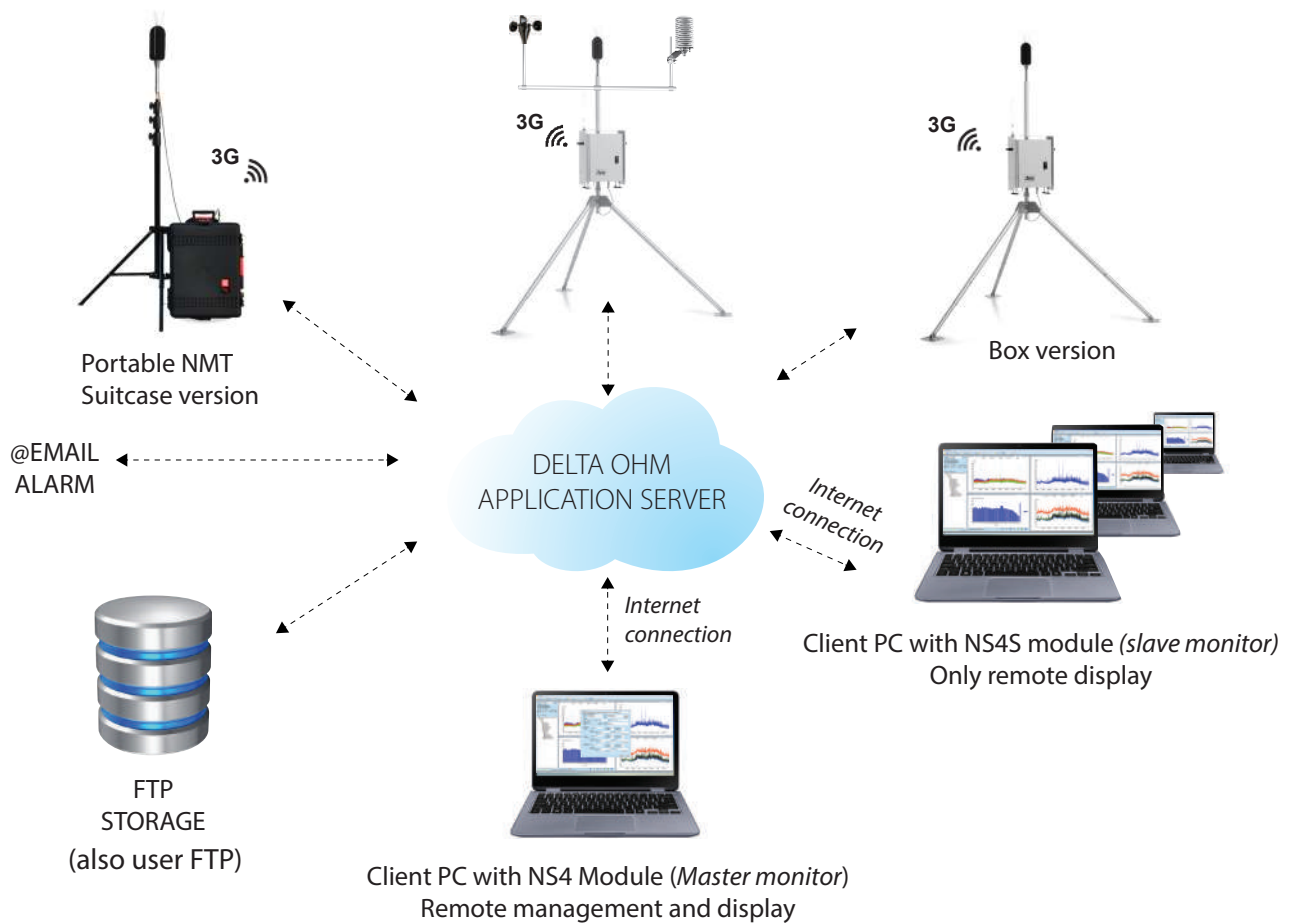 3G
3G
3G
Portable NMT
Suitcase version
Box version
@EMAIL
ALARM
DELTA OHM
APPLICATION SERVER
Internet
connection
Internet
connection
Client PC with NS4S module (slave monitor)
Only remote display
FTP
STORAGE
(also user FTP)
Client PC with NS4 Module (Master monitor)
Remote management and display